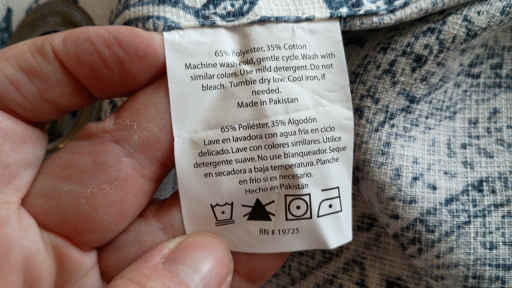 65% Polyester, 35% Cotton
Machine wash cold, gentle cycle. Wash with
similar colors. Use mild detergent. Do not
bleach. Tumble dry low. Cool iron, if
needed.
Made in Pakistan
65% Poliéster, 35% Algodón
Lave en lavadora con agua fría en ciclo
delicado. Lave con colores similares. Utilice
detergente suave. No use blanqueador. Seque
en secadora a baja temperatura. Planche
en frío si es necesario.
Hecho en Pakistan
RN # 19725